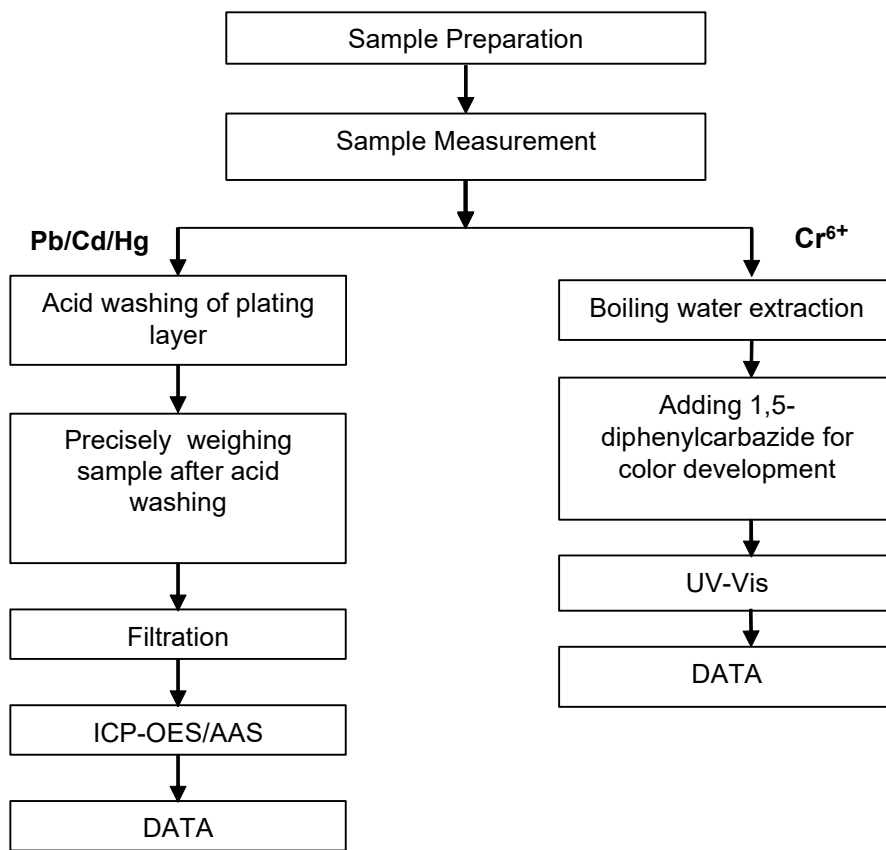 Sample Preparation
Sample Measurement
Pb/Cd/Hg
Acid washing of plating
layer
Precisely  weighing
sample after acid
washing
Filtration
ICP-OES/AAS
DATA
Cr⁶⁺
Boiling water extraction
Adding 1,5-
diphenylcarbazide for
color development
UV-Vis
DATA